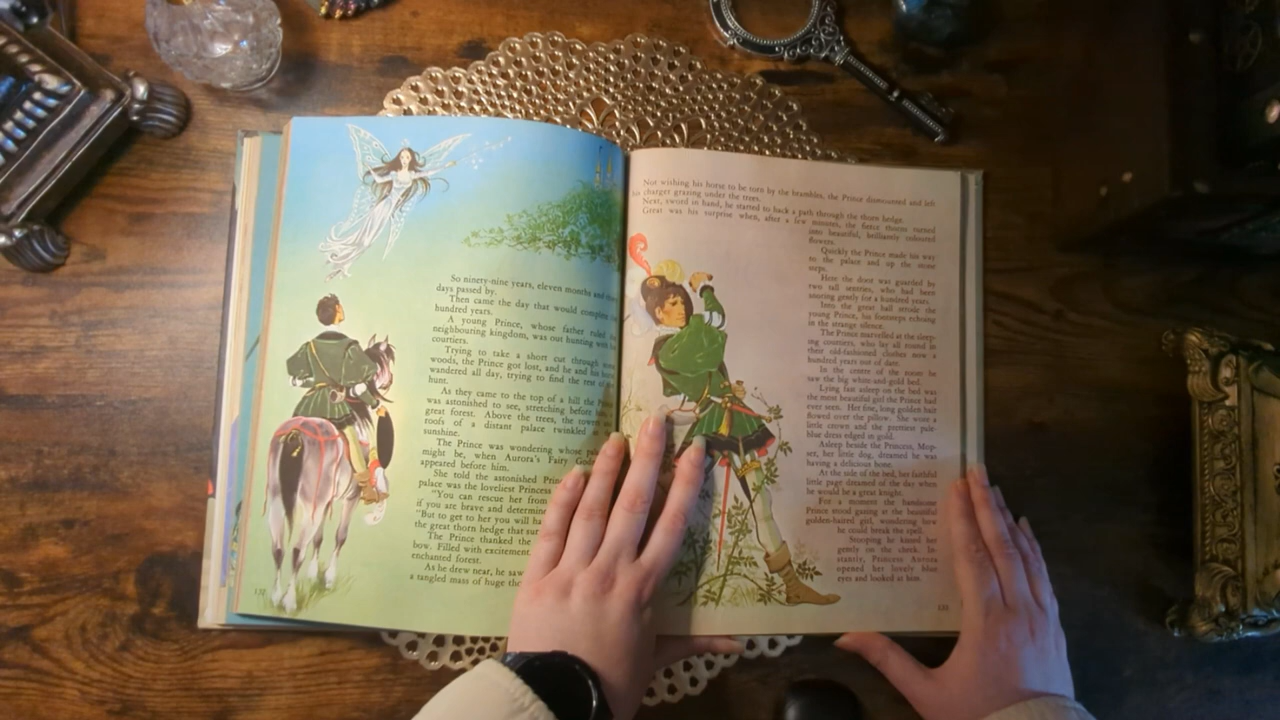 So ninety-nine years, eleven months and
days passed by.
Then came the day that would complete
hundred years.
A young Prince, whose father ruled
neighbouring kingdom, was out hunting with
courtiers.
Trying to take a short cut through
woods, the Prince got lost, and he and his
wandered all day, trying to find the rest of
hunt.
As they came to the top of a hill the
was astonished to see, stretching before
great forest. Above the trees, the
roofs of a distant palace twinkled
sunshine.
The Prince was wondering whose
might be, when Aurora's Fairy
appeared before him.
She told the astonished
palace was the loveliest Princess
"You can rescue her from
if you are brave and determine
"But to get to her you will ha
the great thorn hedge that sur
The Prince thanked the
bow. Filled with excitement
enchanted forest.
As he drew near, he saw
a tangled mass of huge
Not wishing his horse to be torn by the brambles, the Prince dismounted and left
his charger grazing under the trees.
Next, sword in hand, he started to hack a path through the thorn hedge.
Great was his surprise when, after a few minutes, the fierce thorns turned
into beautiful, brilliantly coloured
flowers.
Quickly the Prince made his way
to the palace and up the stone
steps.
Here the door was guarded by
two tall sentries, who had been
snoring gently for a hundred years.
Into the great hall strode the
young Prince, his footsteps echoing
in the strange silence.
The Prince marvelled at the sleep-
ing courtiers, who lay all round in
their old-fashioned clothes now a
hundred years out of date.
In the centre of the room he
saw the big white-and-gold bed.
Lying fast asleep on the bed was
the most beautiful girl the Prince had
ever seen. Her fine, long golden hair
flowed over the pillow. She wore a
little crown and the prettiest pale-
blue dress edged in gold.
Asleep beside the Princess, Mop-
ser, her little dog, dreamed he was
having a delicious bone.
At the side of the bed, her faithful
little page dreamed of the day when
he would be a great knight.
For a moment the handsome
Prince stood gazing at the beautiful
golden-haired girl, wondering how
he could break the spell.
Stooping he kissed her
gently on the cheek. In-
stantly, Princess Aurora
opened her lovely blue
eyes and looked at him.